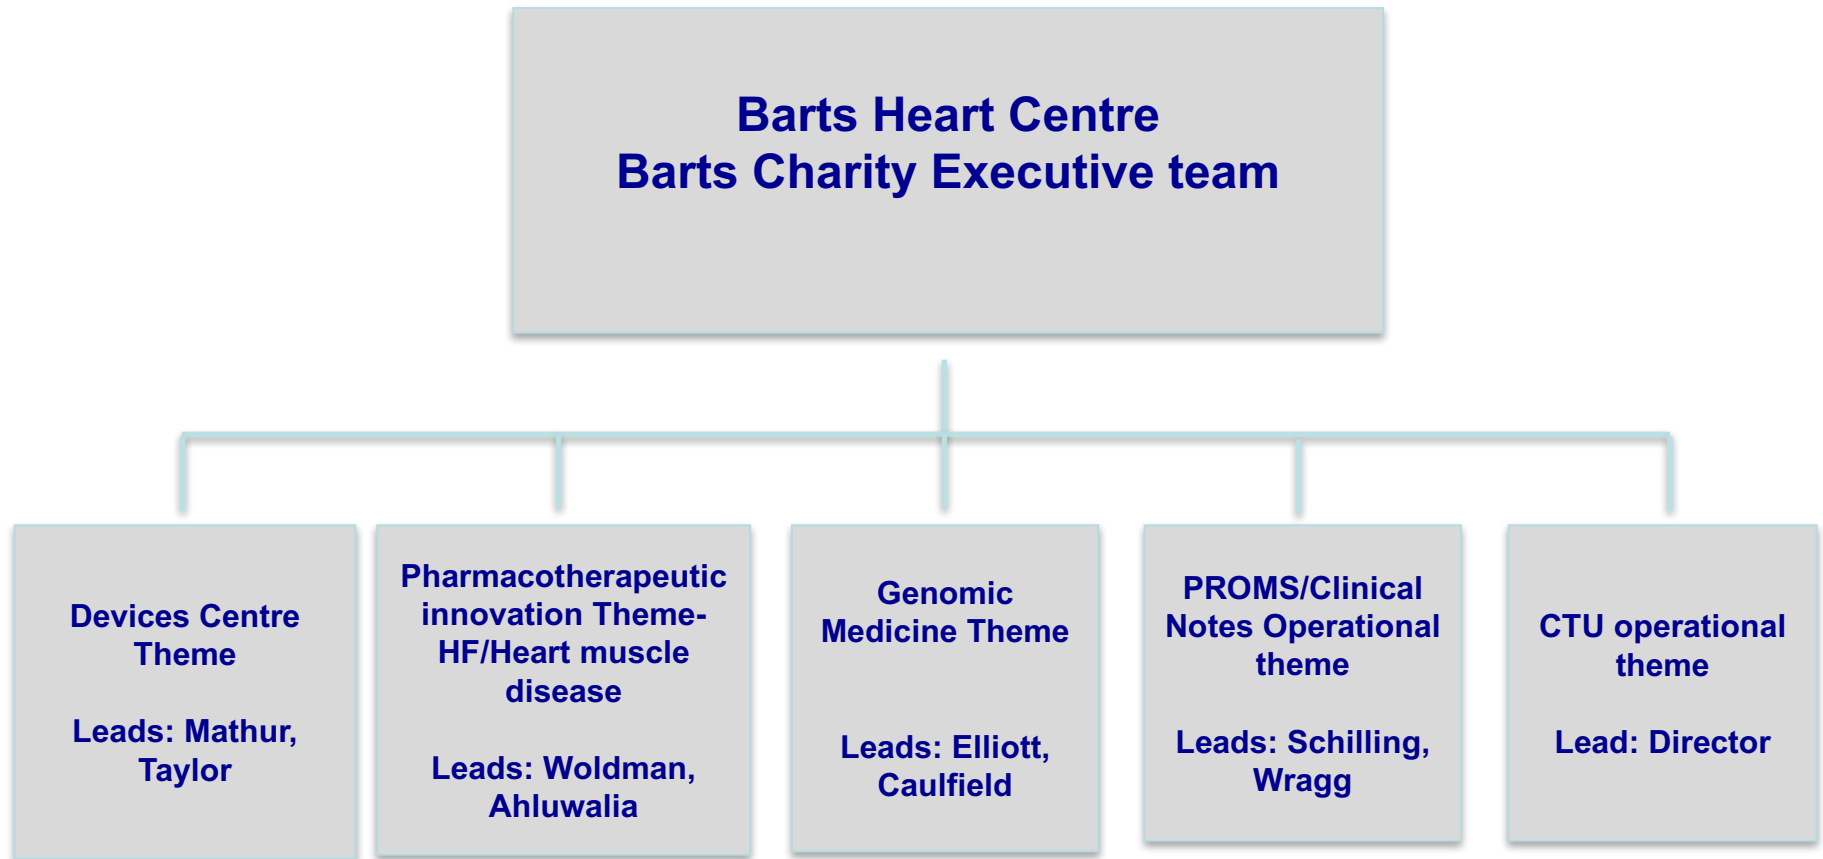 Barts Heart Centre
Barts Charity Executive team
Devices Centre
Theme
Leads: Mathur,
Taylor
Pharmacotherapeutic
innovation Theme-
HF/Heart muscle
disease
Leads: Woldman,
Ahluwalia
Genomic
Medicine Theme
Leads: Elliott,
Caulfield
PROMS/Clinical
Notes Operational
theme
Leads: Schilling,
Wragg
CTU operational
theme
Lead: Director